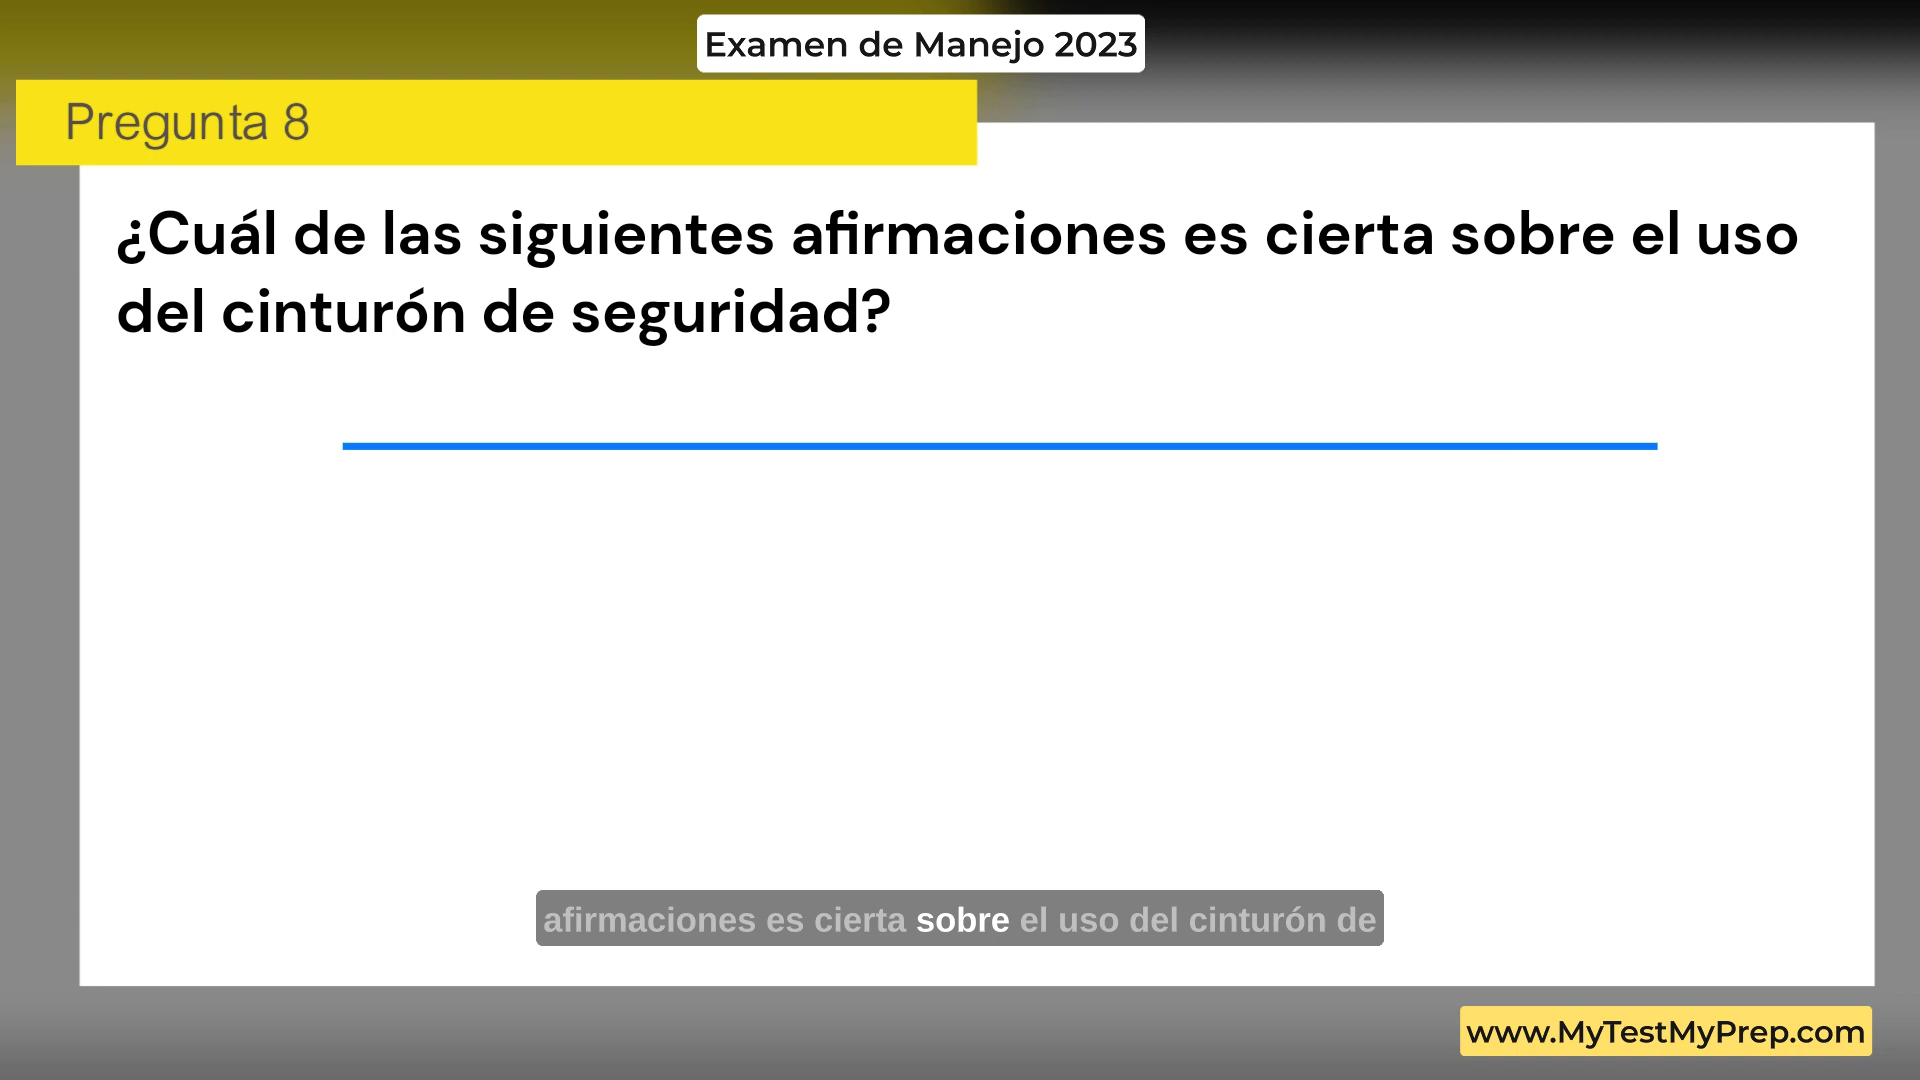 Examen de Manejo 2023
Pregunta 8
¿Cuál de las siguientes afirmaciones es cierta sobre el uso
del cinturón de seguridad?
afirmaciones es cierta sobre el uso del cinturón de
www.MyTestMyPrep.com